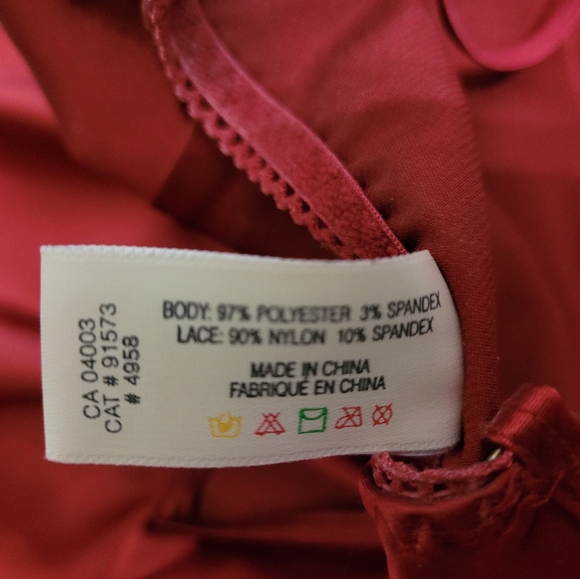 CA 04003
CAT # 91573
# 4958
BODY: 97% POLYESTER 3% SPANDEX
LACE: 90% NYLON 10% SPANDEX
MADE IN CHINA
FABRIQUÉ EN CHINA